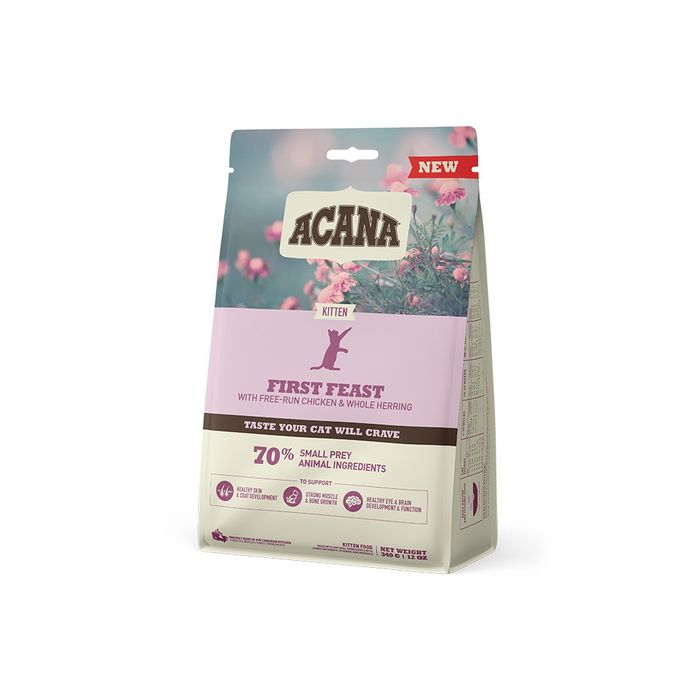 NEW
ACANA
KITTEN
FIRST FEAST
WITH FREE-RUN CHICKEN & WHOLE HERRING
TASTE YOUR CAT WILL CRAVE
70% SMALL PREY
ANIMAL INGREDIENTS
TO SUPPORT
HEALTHY SKIN
& COAT DEVELOPMENT
STRONG MUSCLE
& BONE GROWTH
HEALTHY EYE & BRAIN
DEVELOPMENT & FUNCTION
KITTEN FOOD
NET WEIGHT
340 G | 12 OZ